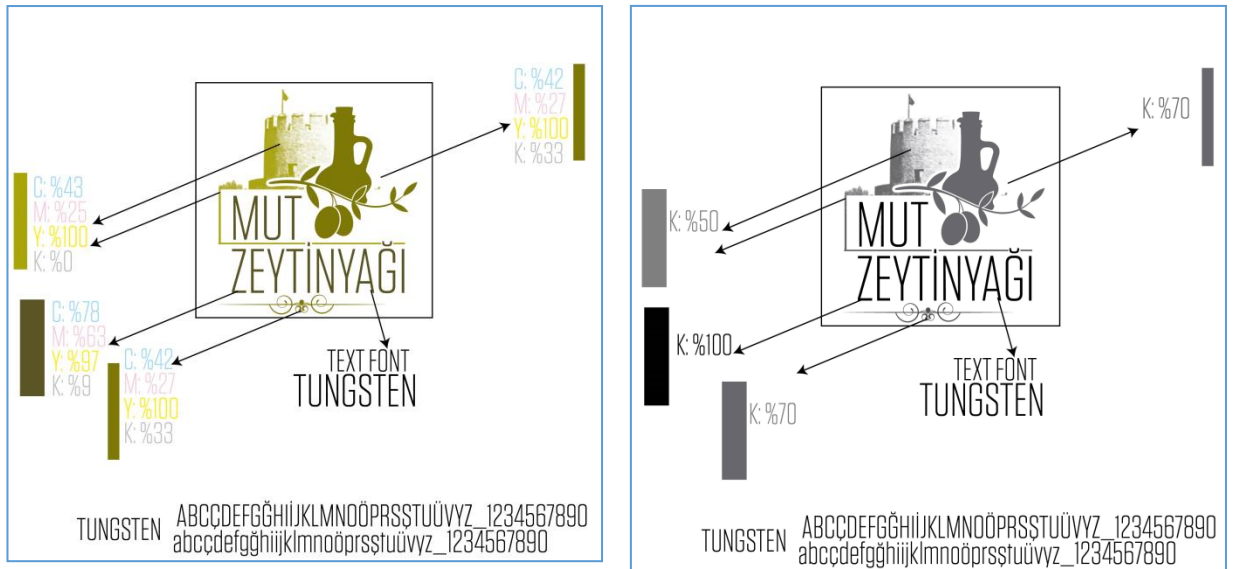 C: %42
M: %27
Y: %100
K: %33
C: %43
M: %25
Y: %100
K: %0
MUT
ZEYTİNYAĞI
C: %78
M: %63
Y: %97
K: %9
C: %42
M: %27
Y: %100
K: %33
TEXT FONT
TUNGSTEN
TUNGSTEN
ABCÇDEFGĞHIİJKLMNOÖPRSŞTUÜVYZ_1234567890
abcçdefgğhiijklmnoöprsştuüvyz_1234567890
K: %70
K: %50
MUT
ZEYTİNYAĞI
K: %100
K: %70
TEXT FONT
TUNGSTEN
TUNGSTEN
ABCÇDEFGĞHIİJKLMNOÖPRSŞTUÜVYZ_1234567890
abcçdefgğhiijklmnoöprsştuüvyz_1234567890